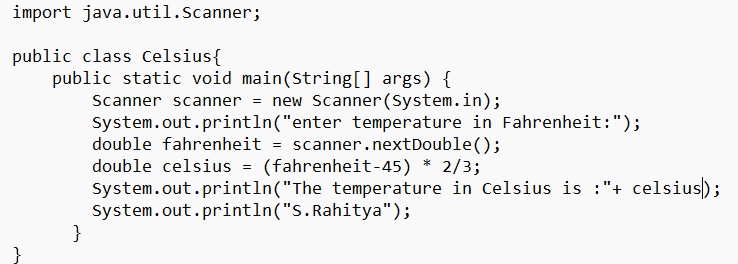 import java.util.Scanner;

public class Celsius{
    public static void main(String[] args) {
        Scanner scanner = new Scanner(System.in);
        System.out.println("enter temperature in Fahrenheit:");
        double fahrenheit = scanner.nextDouble();
        double celsius = (fahrenheit-45) * 2/3;
        System.out.println("The temperature in Celsius is :"+ celsius);
        System.out.println("S.Rahitya");
      }
}